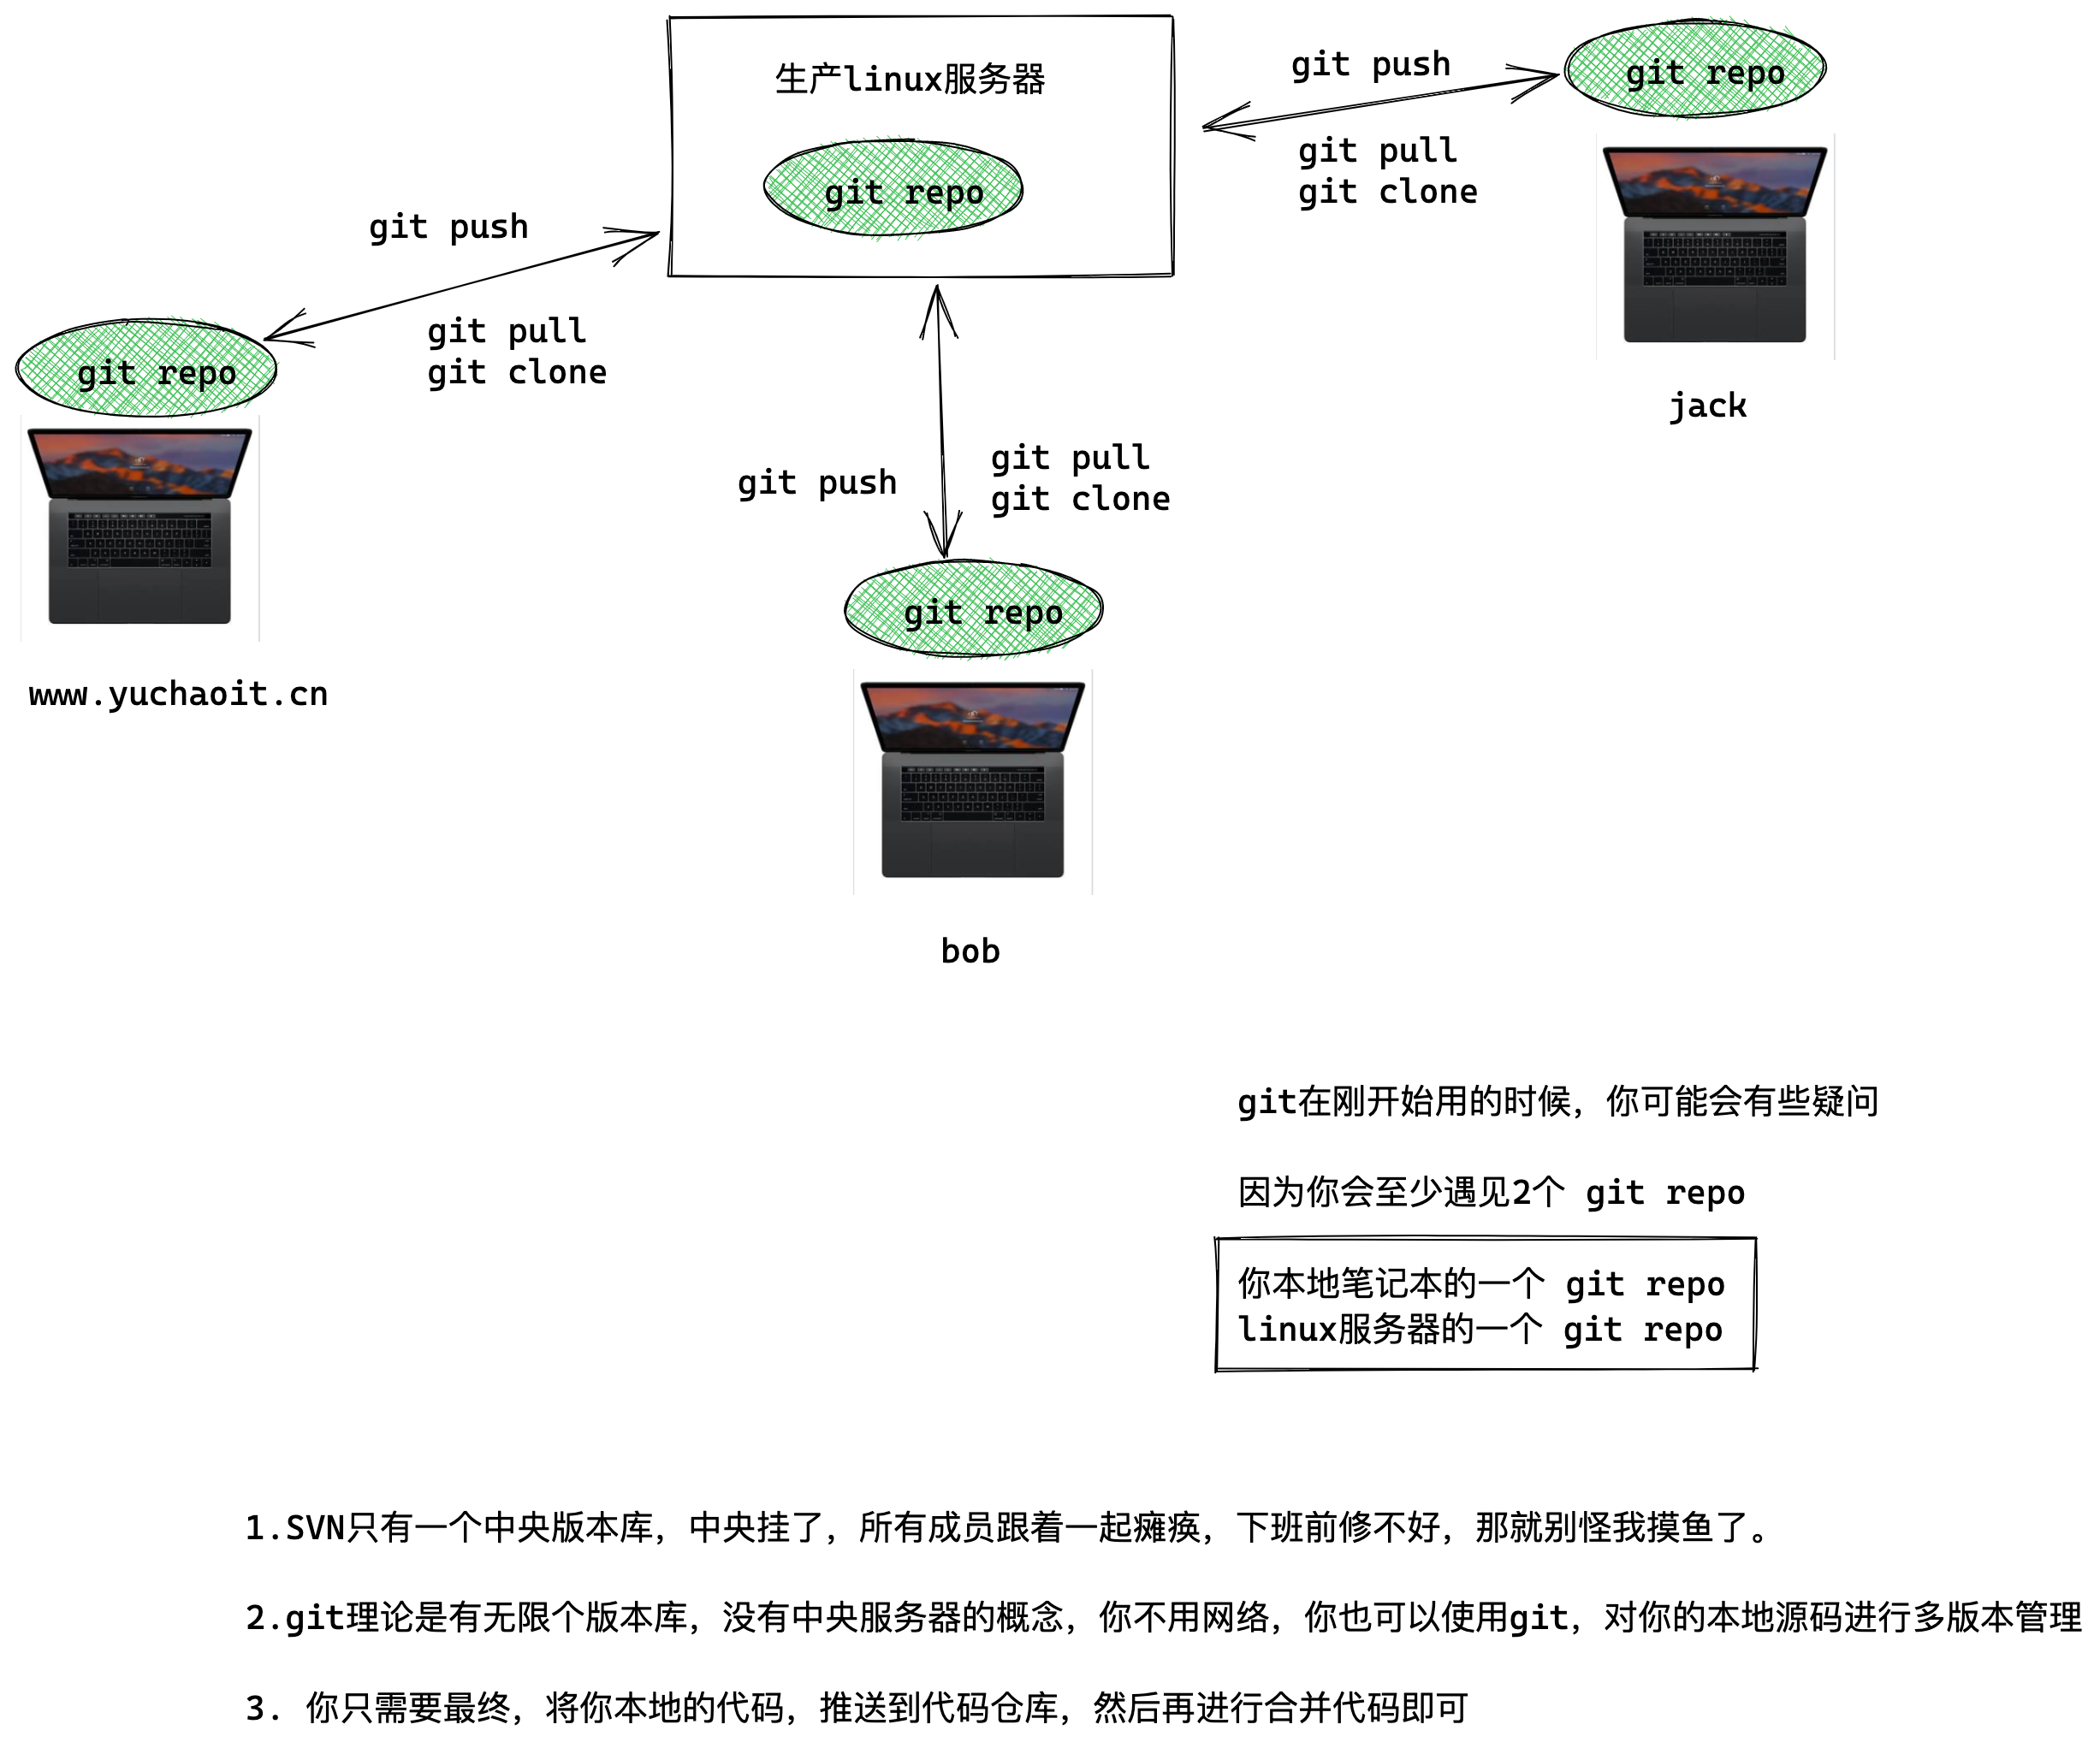 生产linux服务器
git repo
git push
git pull
git clone
git repo
jack
git push
git pull
git clone
git repo
www.yuchaoit.cn
git push
git pull
git clone
git repo
bob
git在刚开始用的时候，你可能会有些疑问
因为你会至少遇见2个 git repo
你本地笔记本的一个 git repo
linux服务器的一个 git repo
1.SVN只有一个中央版本库，中央挂了，所有成员跟着一起瘫痪，下班前修不好，那就别怪我摸鱼了。
2.git理论是有无限个版本库，没有中央服务器的概念，你不用网络，你也可以使用git，对你的本地源码进行多版本管理
3. 你只需要最终，将你本地的代码，推送到代码仓库，然后再进行合并代码即可